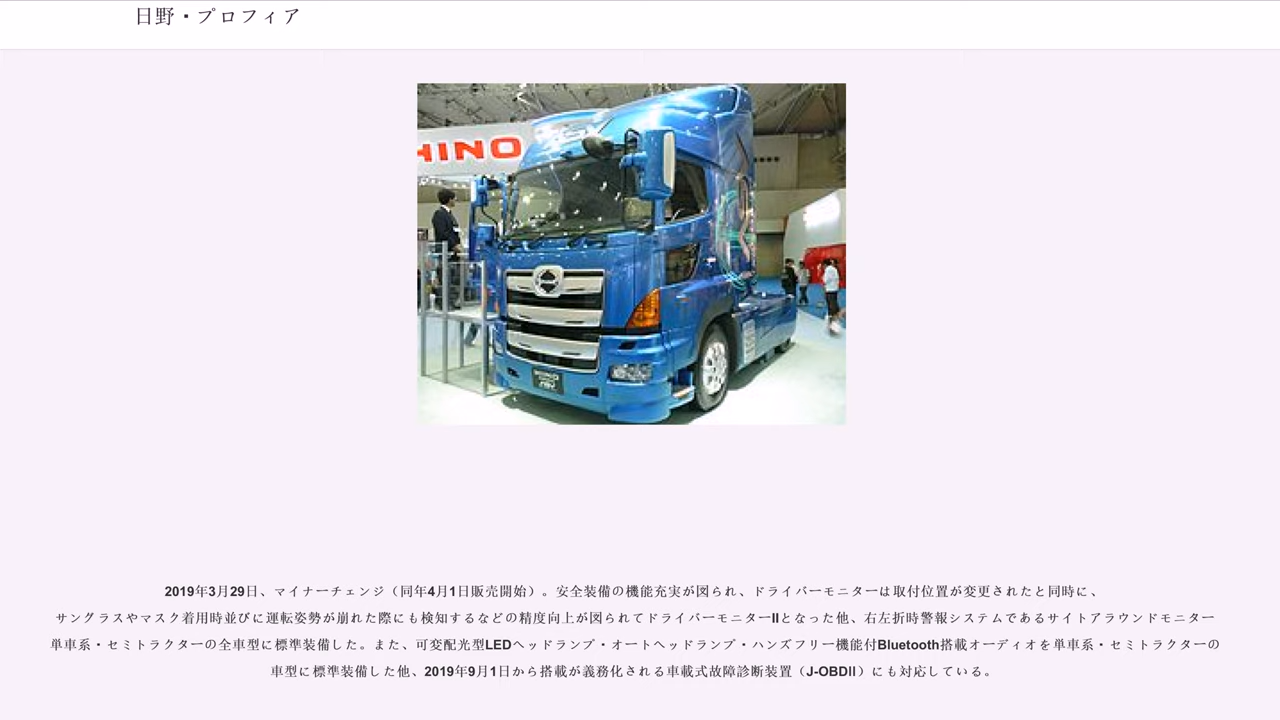 日野・プロフィア
HINO
2019年3月29日、マイナーチェンジ（同年4月1日販売開始）。安全装備の機能充実が図られ、ドライバーモニターは取付位置が変更されたと同時に、
サングラスやマスク着用時並びに運転姿勢が崩れた際にも検知するなどの精度向上が図られてドライバーモニターIIとなった他、右左折時警報システムであるサイトアラウンドモニター
単車系・セミトラクターの全車型に標準装備した。また、可変配光型LEDヘッドランプ・オートヘッドランプ・ハンズフリー機能付Bluetooth搭載オーディオを単車系・セミトラクターの
車型に標準装備した他、2019年9月1日から搭載が義務化される車載式故障診断装置（J-OBDII）にも対応している。